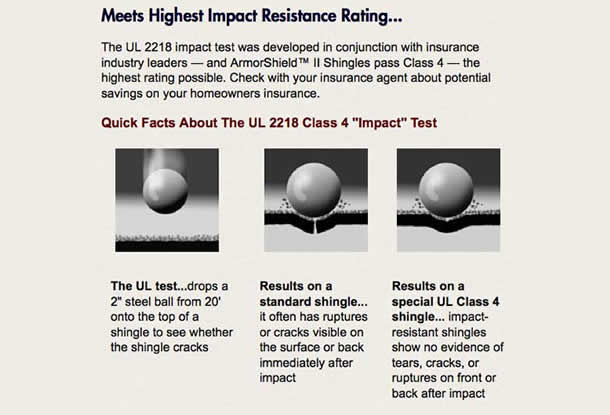 Meets Highest Impact Resistance Rating...
The UL 2218 impact test was developed in conjunction with insurance
industry leaders — and ArmorShield™ II Shingles pass Class 4 — the
highest rating possible. Check with your insurance agent about potential
savings on your homeowners insurance.
Quick Facts About The UL 2218 Class 4 "Impact" Test
The UL test...drops a
2" steel ball from 20'
onto the top of a
shingle to see whether
the shingle cracks
Results on a
standard shingle...
it often has ruptures
or cracks visible on
the surface or back
immediately after
impact
Results on a
special UL Class 4
shingle... impact-
resistant shingles
show no evidence of
tears, cracks, or
ruptures on front or
back after impact